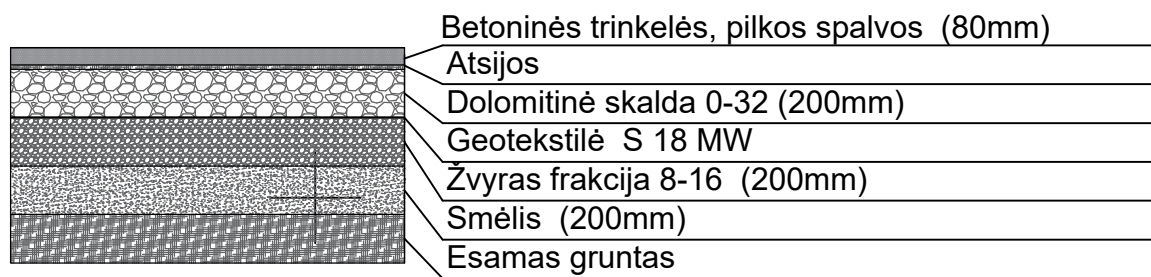 Betoninės trinkelės, pilkos spalvos (80mm)
Atsijos
Dolomitinė skalda 0-32 (200mm)
Geotekstilė S 18 MW
Žvyras frakcija 8-16 (200mm)
Smėlis (200mm)
Esamas gruntas